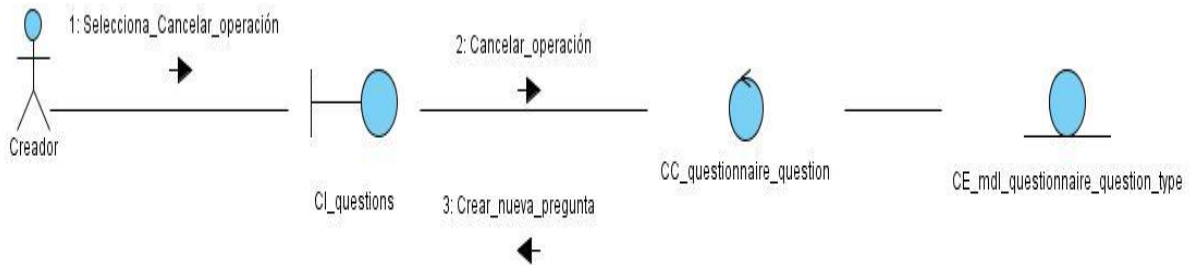 1: Selecciona_Cancelar_operación
2: Cancelar_operación
Creador
CI_questions
3: Crear_nueva_pregunta
CC_questionnaire_question
CE_mdl_questionnaire_question_type